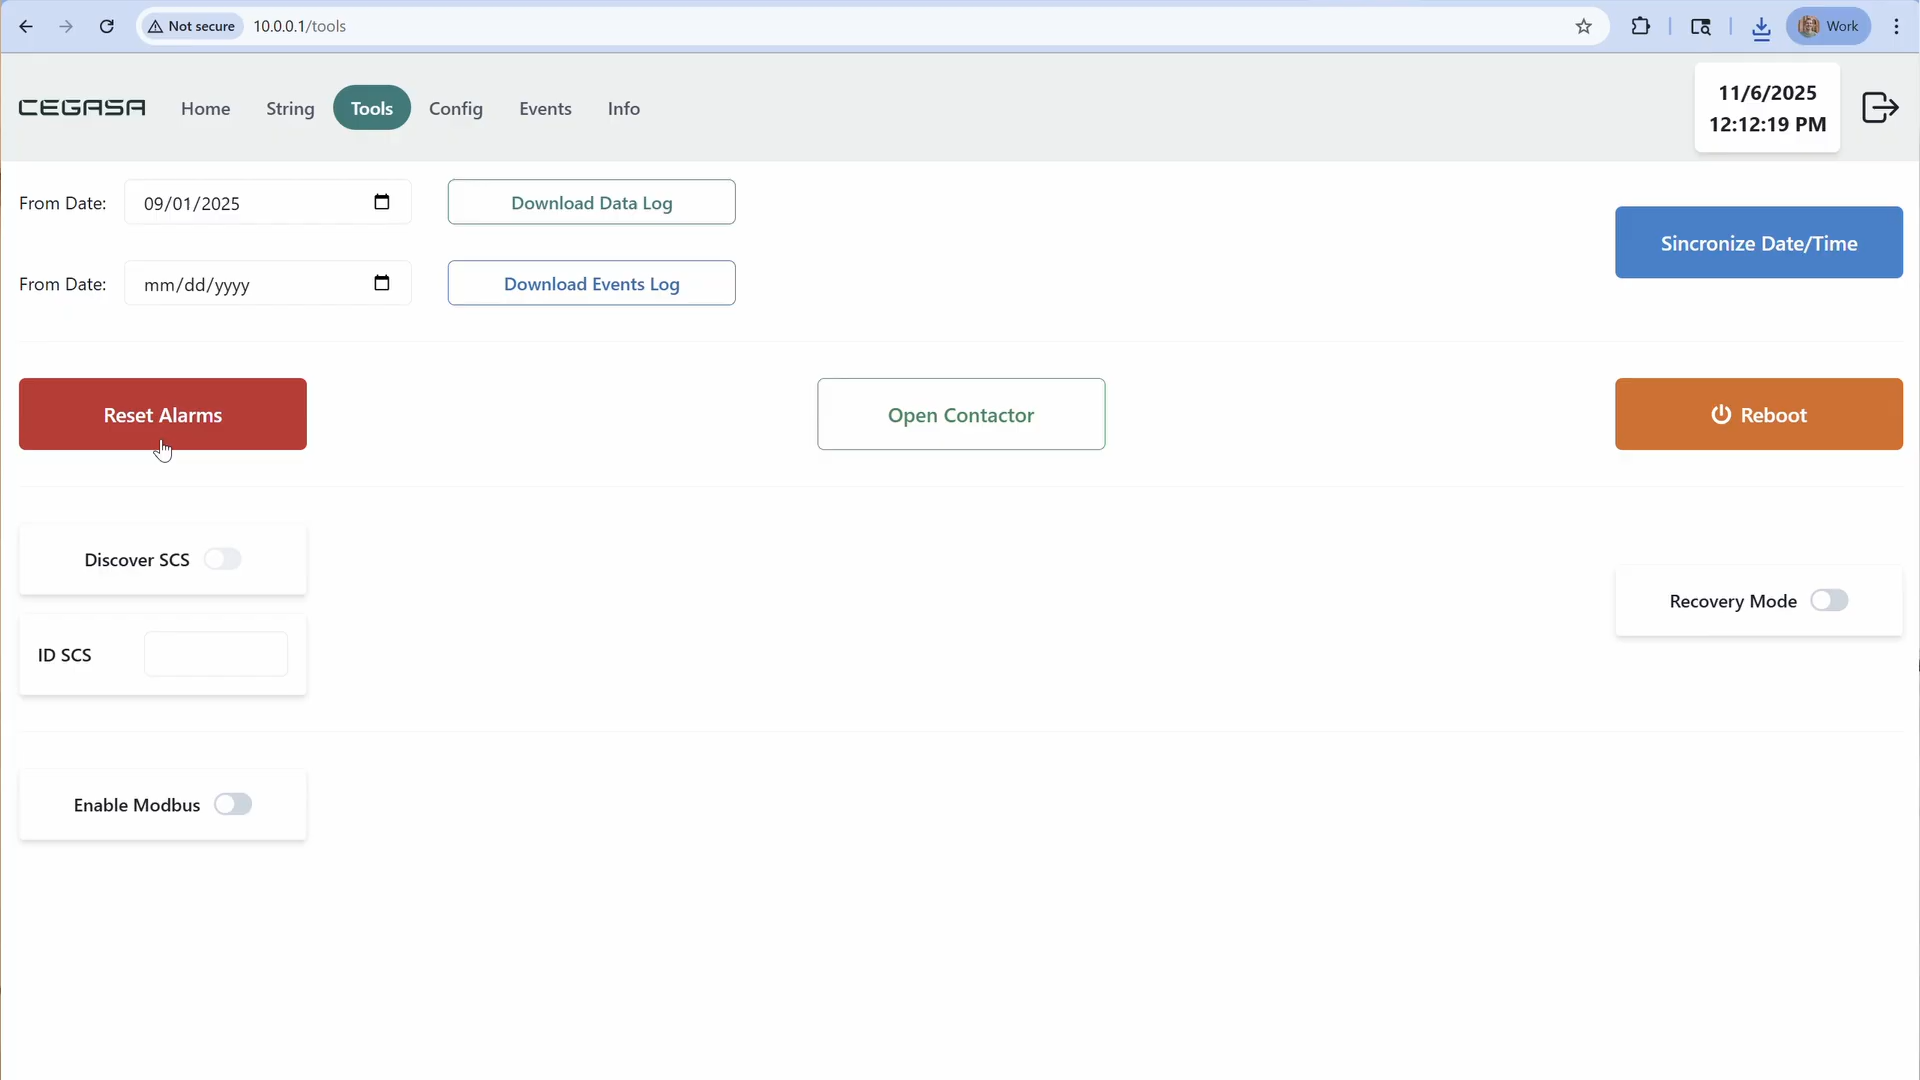 Not secure
10.0.0.1/tools
Work
CEGASA
Home
String
Tools
Config
Events
Info
11/6/2025
12:12:19 PM
From Date:
09/01/2025
Download Data Log
Sincronize Date/Time
From Date:
mm/dd/yyyy
Download Events Log
Reset Alarms
Open Contactor
Reboot
Discover SCS
Recovery Mode
ID SCS
Enable Modbus